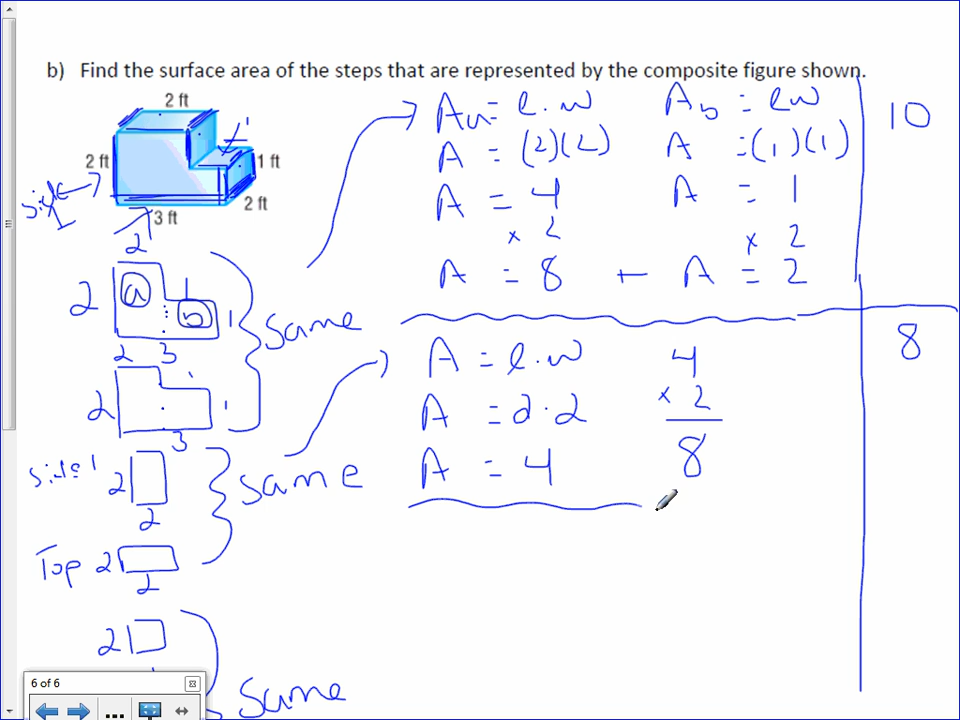 b) Find the surface area of the steps that are represented by the composite figure shown.
2 ft
2 ft
1
1 ft
2 ft
3 ft
Side 1
2
2
a
1
b
1
2 3
Same
2
1
1
3
Side 1
2
2
Same
Top 2
2
2
Same
Aa = l · w
A = (2)(2)
A = 4
x 2
A = 8 +
Ab = lw
A = (1)(1)
A = 1
x 2
A = 2
10
A = l · w
A = 2 · 2
A = 4
4
x 2
8
8
6 of 6
...